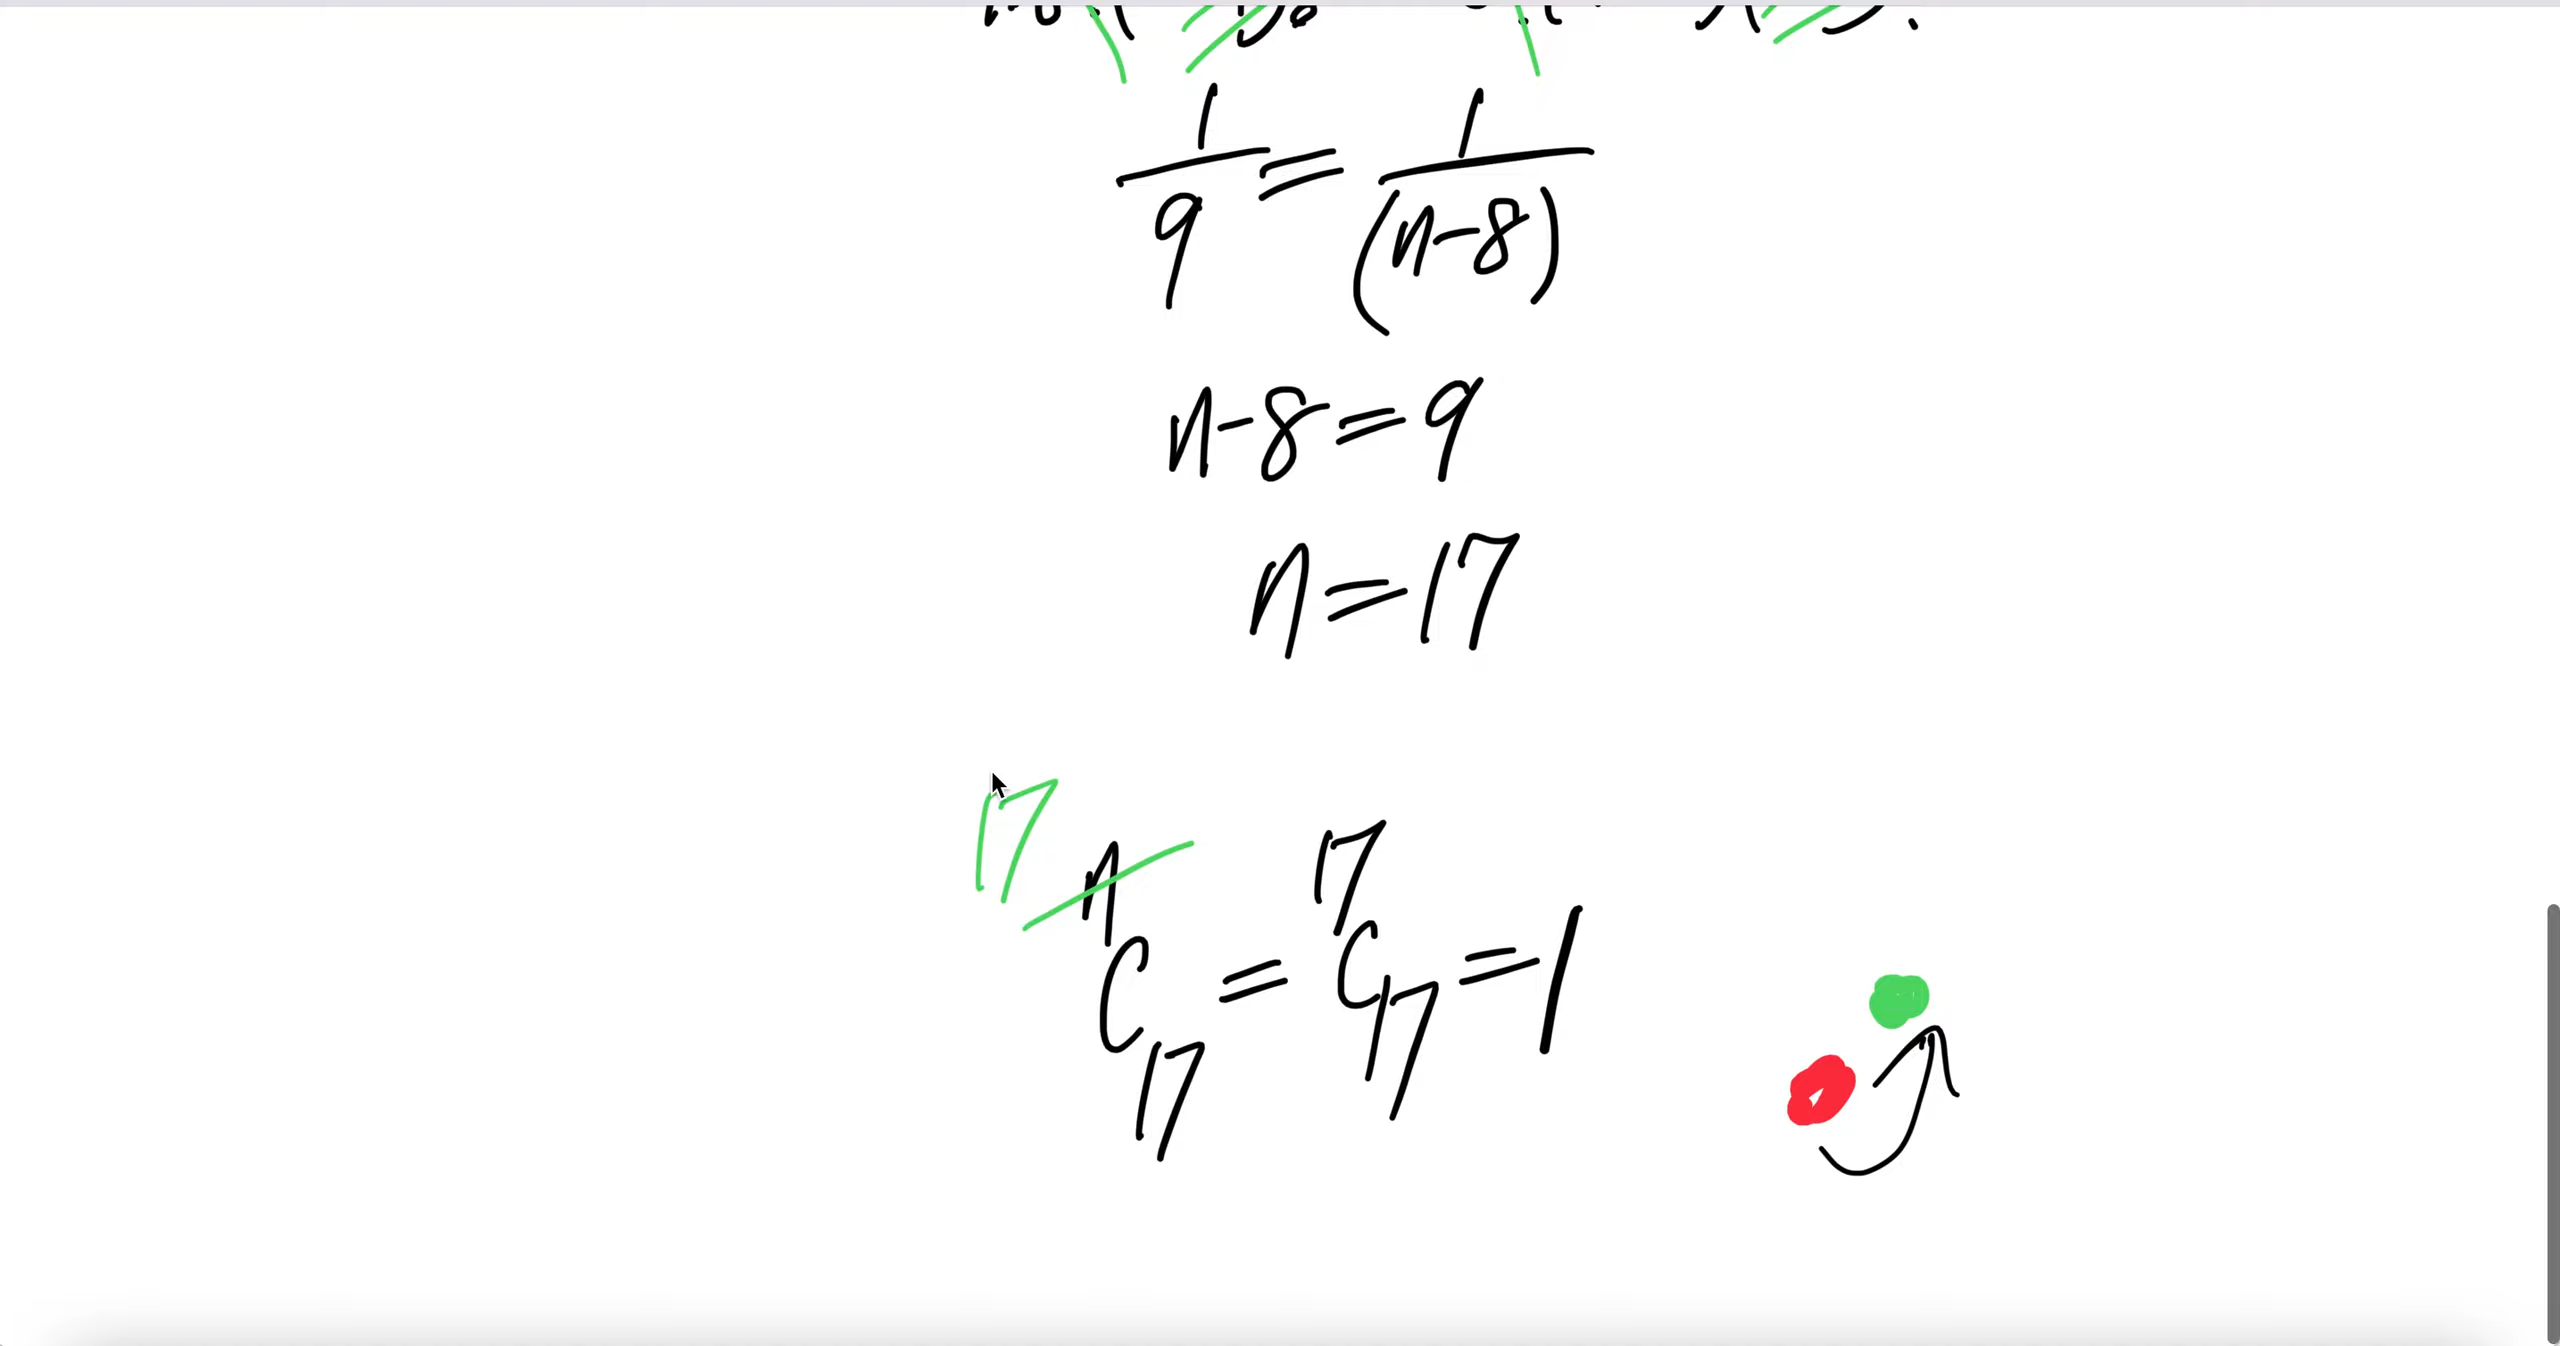 1/9 = 1/(n-8)
n-8=9
n=17
17
ⁿC₁₇ = ¹⁷C₁₇ = 1